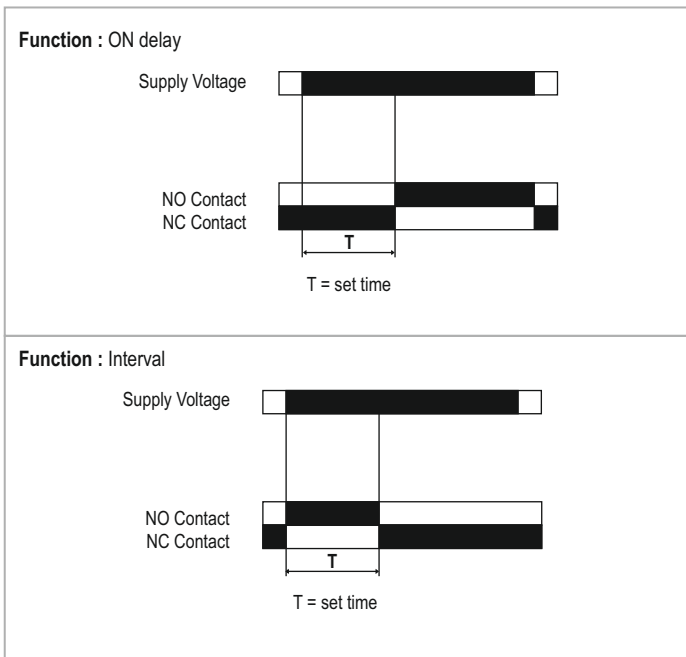 Function : ON delay
Supply Voltage
NO Contact
NC Contact
T
T = set time
Function : Interval
Supply Voltage
NO Contact
NC Contact
T
T = set time